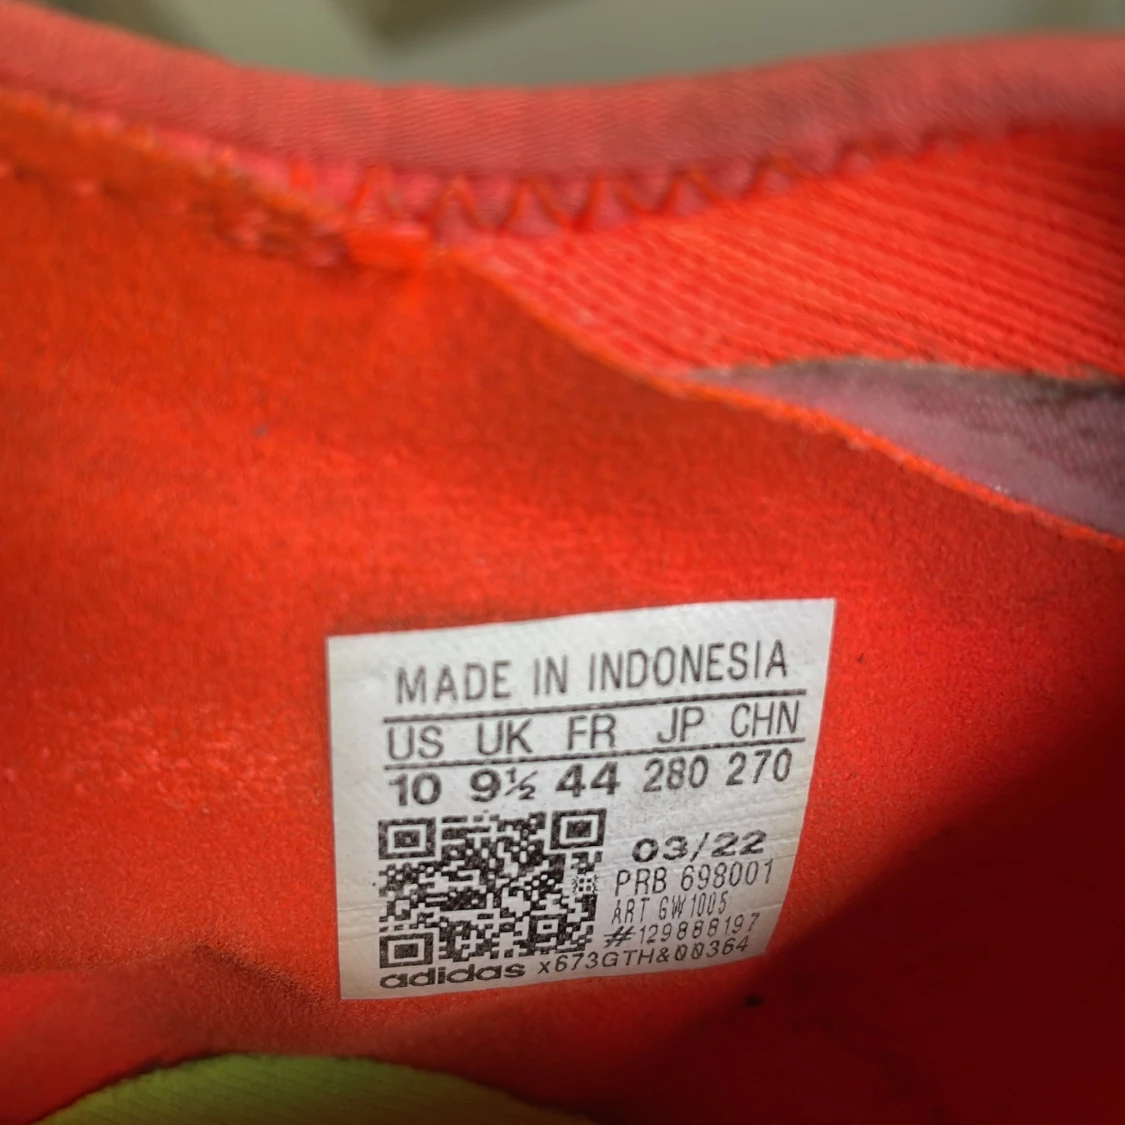 MADE IN INDONESIA
US UK FR JP CHN
10 9½ 44 280 270
03/22
PRB 698001
ART GW1005
#129888197
adidas x673GTH&00364